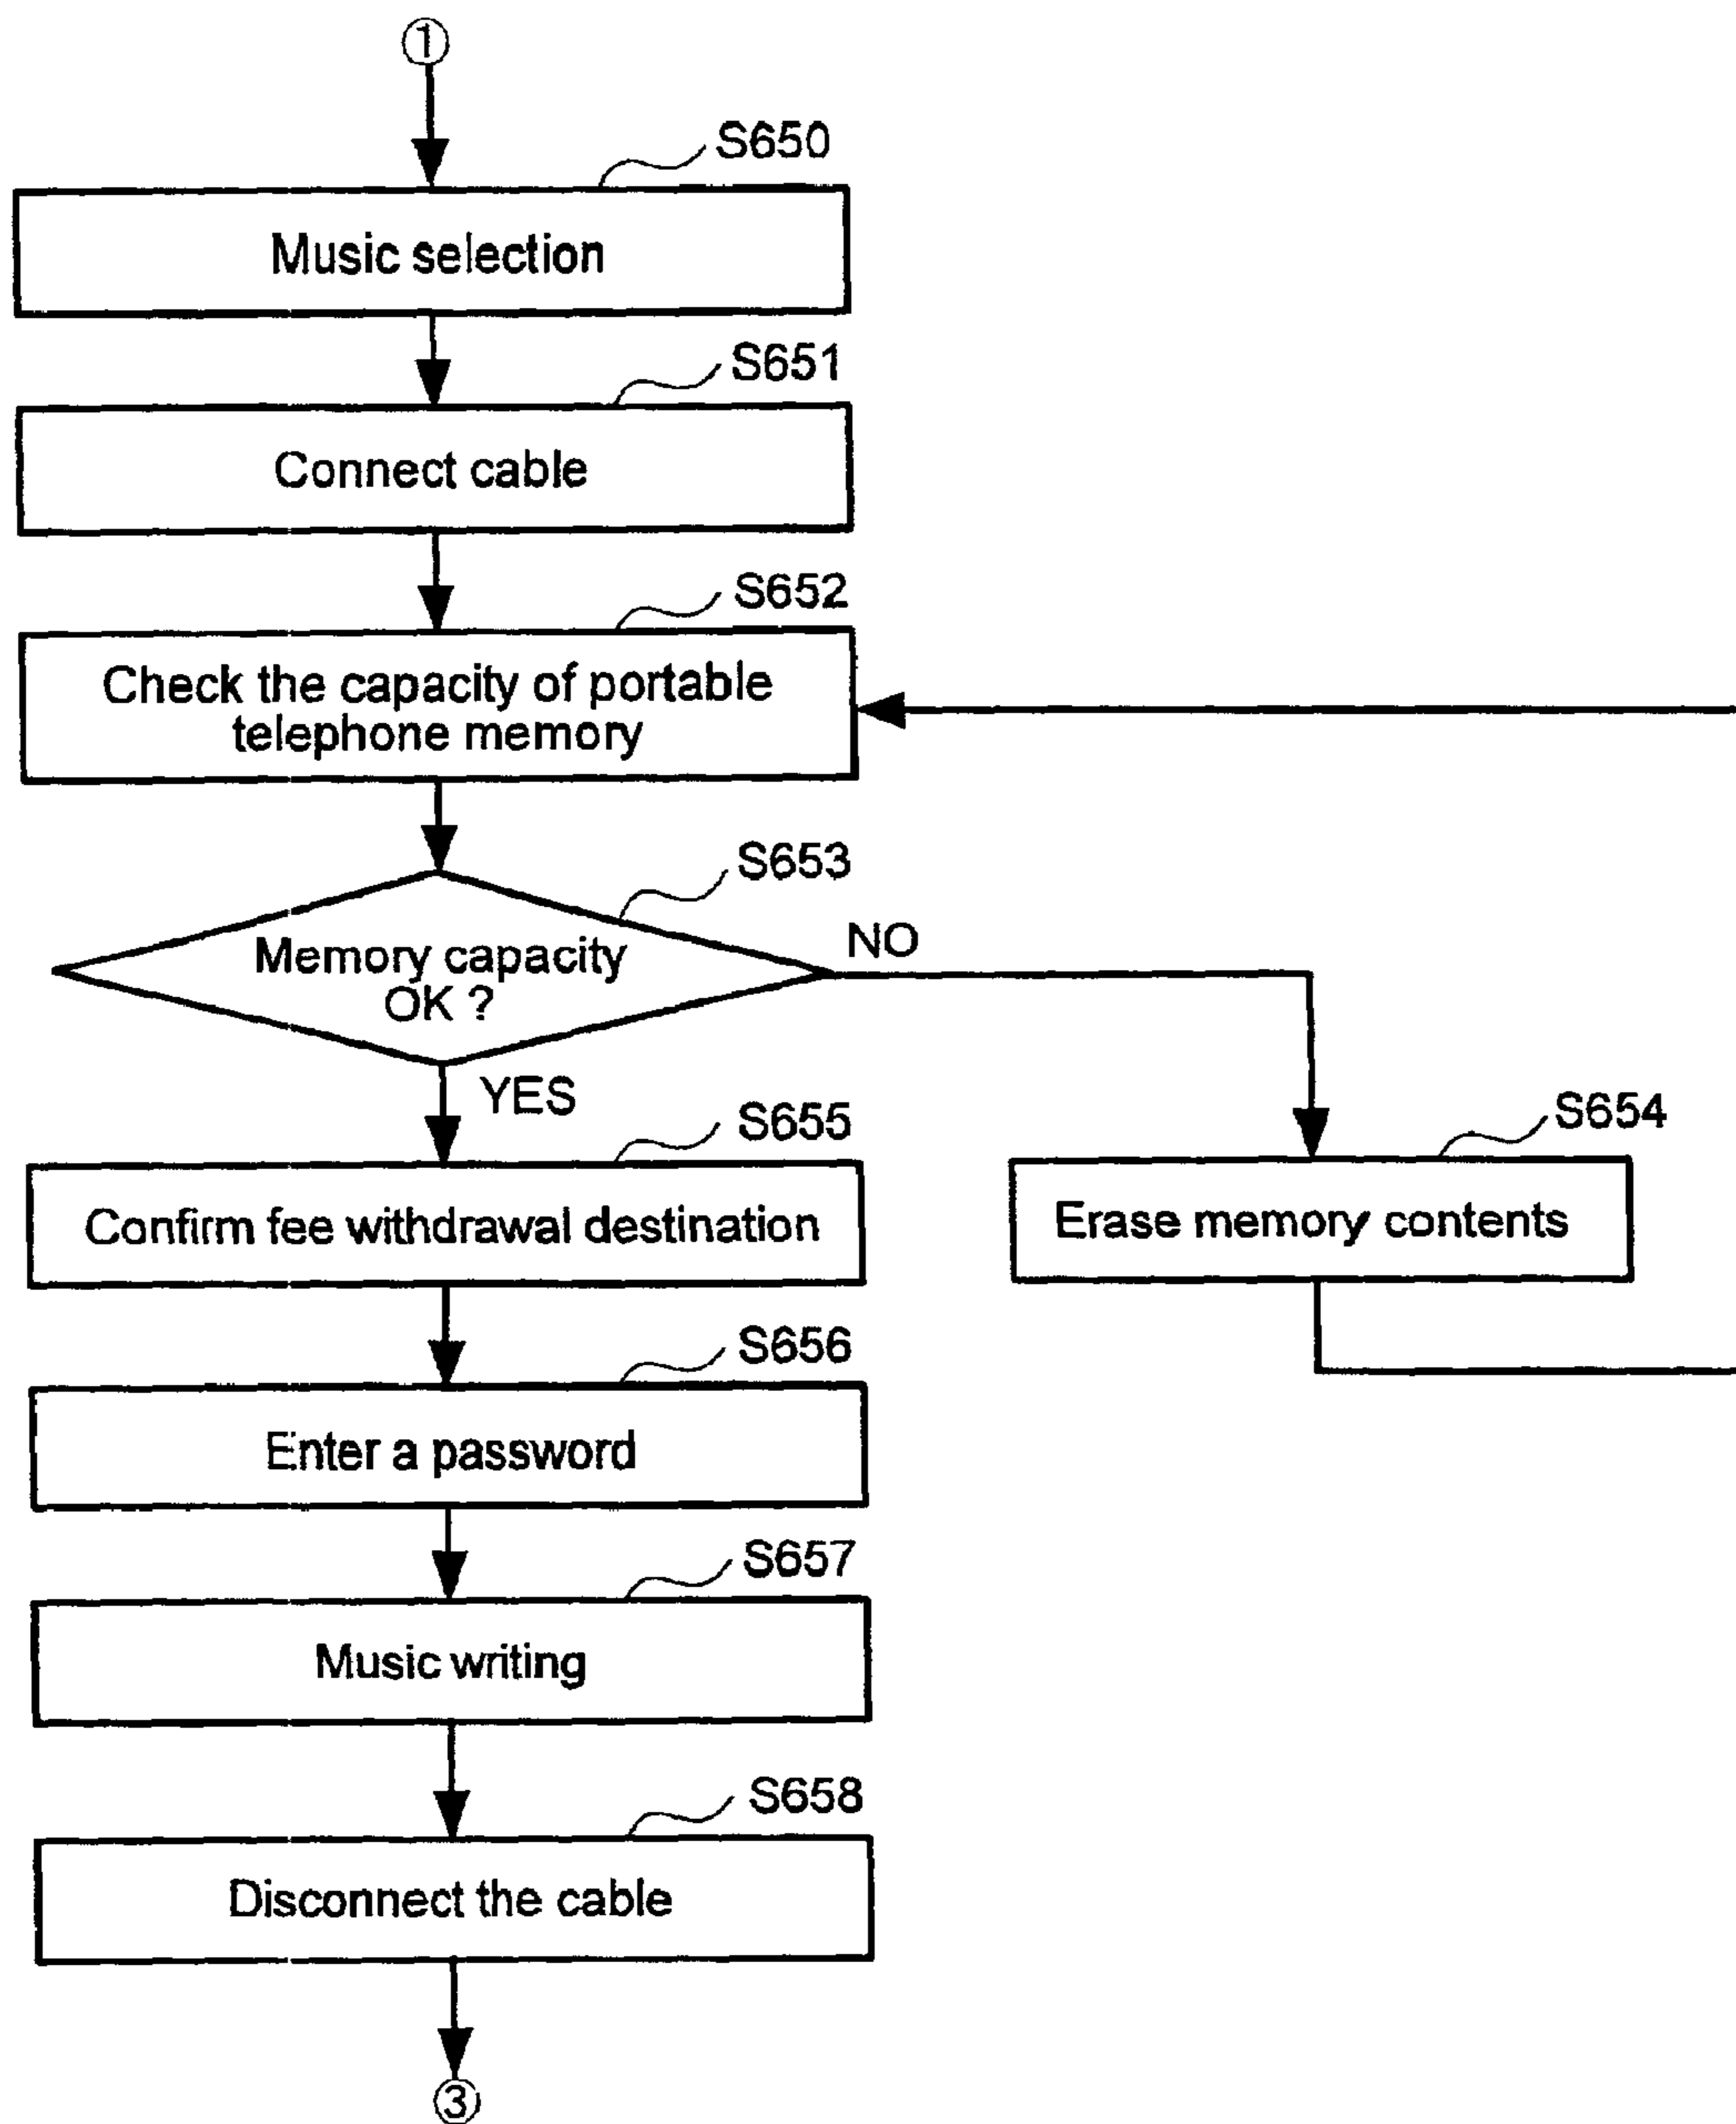 ①
S650
Music selection
S651
Connect cable
S652
Check the capacity of portable
telephone memory
S653
Memory capacity
OK ?
NO
YES
S654
Erase memory contents
S655
Confirm fee withdrawal destination
S656
Enter a password
S657
Music writing
S658
Disconnect the cable
③